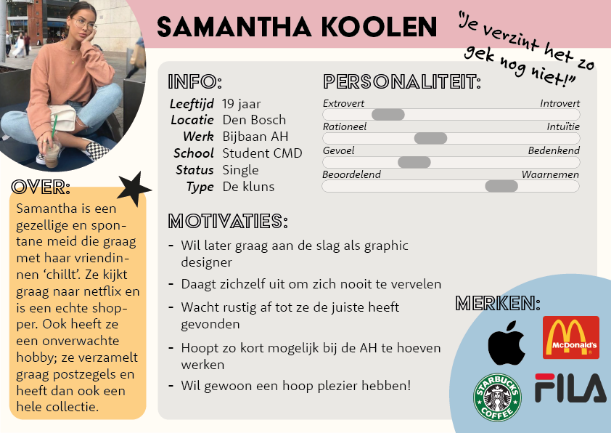 SAMANTHA KOOLEN
"Je verzint het zo
gek nog niet!"
INFO:
Leeftijd 19 jaar
Locatie Den Bosch
Werk Bijbaan AH
School Student CMD
Status Single
Type De kluns
PERSONALITEIT:
Extrovert Introvert
Rationeel Intuïtie
Gevoel Bedenkend
Beoordelend Waarnemen
OVER:
Samantha is een
gezellige en spon-
tane meid die graag
met haar vriendin-
nen ‘chillt’. Ze kijkt
graag naar netflix en
is een echte shop-
per. Ook heeft ze
een onverwachte
hobby; ze verzamelt
graag postzegels en
heeft dan ook een
hele collectie.
MOTIVATIES:
- Wil later graag aan de slag als graphic
designer
- Daagt zichzelf uit om zich nooit te vervelen
- Wacht rustig af tot ze de juiste heeft
gevonden
- Hoopt zo kort mogelijk bij de AH te hoeven
werken
- Wil gewoon een hoop plezier hebben!
MERKEN:
McDonald's
STARBUCKS
COFFEE
FILA